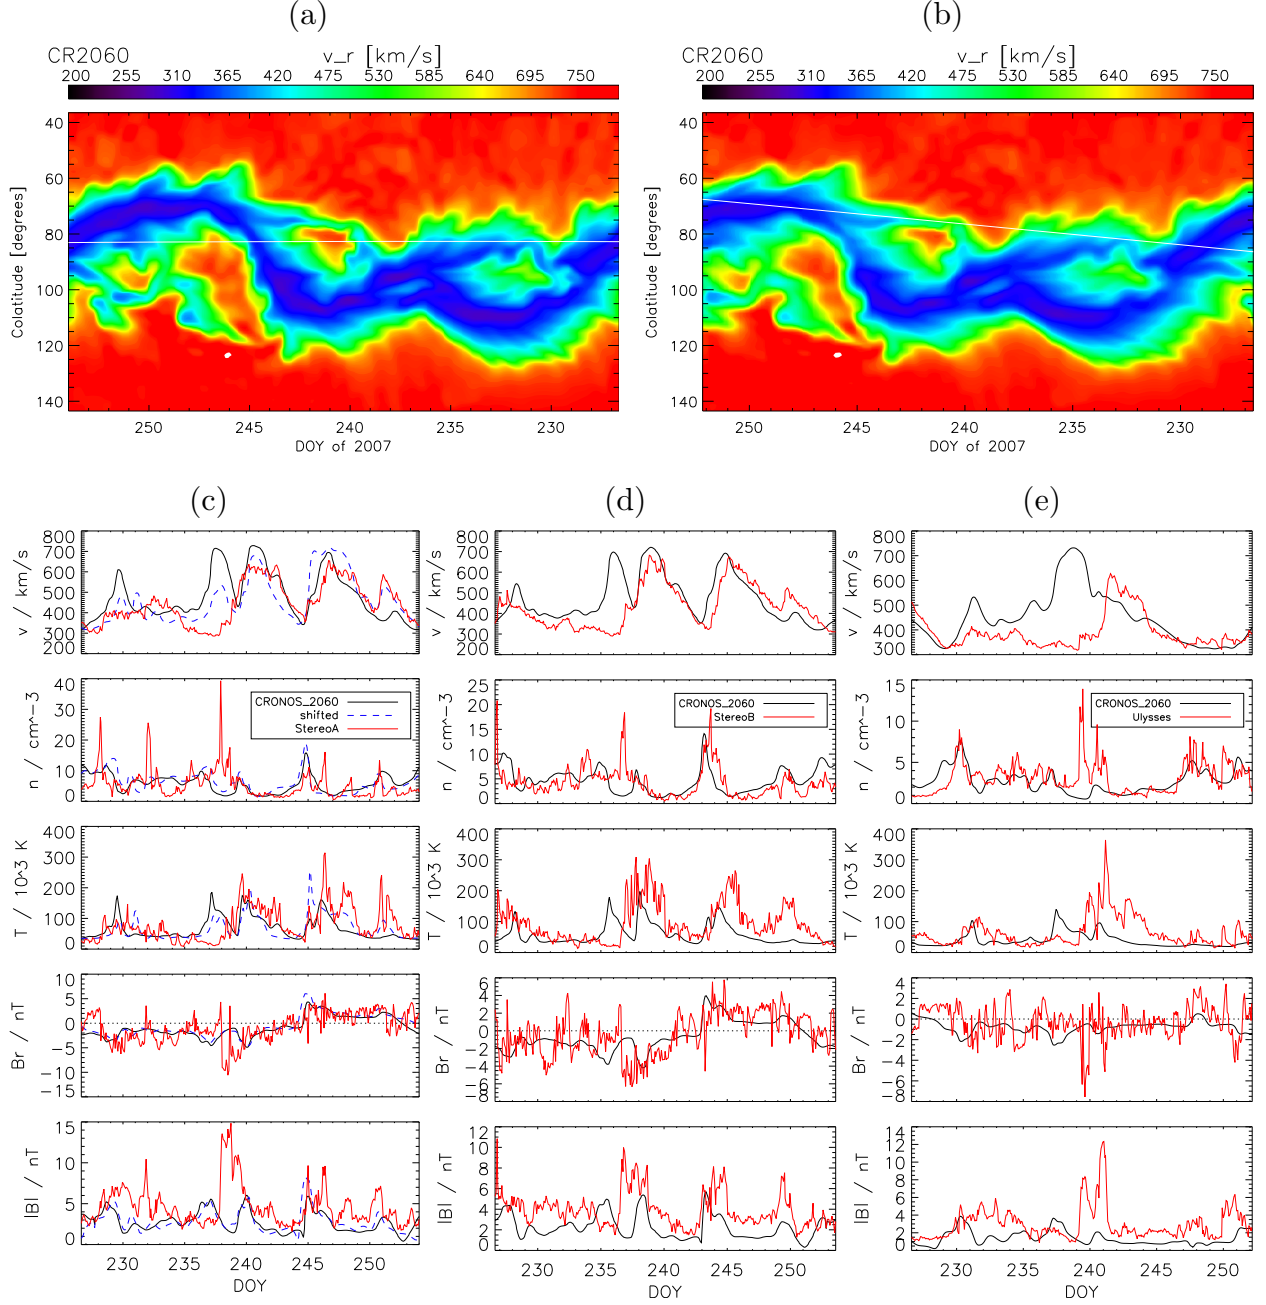 (a)
(b)
CR2060 v_r [km/s]
200 255 310 365 420 475 530 585 640 695 750
CR2060 v_r [km/s]
200 255 310 365 420 475 530 585 640 695 750
Colatitude [degrees]
40
60
80
100
120
140
250 245 240 235 230
DOY of 2007
Colatitude [degrees]
40
60
80
100
120
140
250 245 240 235 230
DOY of 2007
(c)
(d)
(e)
v / km/s
800
700
600
500
400
300
200
v / km/s
800
700
600
500
400
300
200
v / km/s
800
700
600
500
400
300
n / cm^-3
40
30
20
10
0
CRONOS_2060
shifted
StereoA
n / cm^-3
25
20
15
10
5
0
CRONOS_2060
StereoB
n / cm^-3
15
10
5
0
CRONOS_2060
Ulysses
T / 10^3 K
400
300
200
100
0
T / 10^3 K
400
300
200
100
0
T / 10^3 K
400
300
200
100
0
Br / nT
10
5
0
-5
-10
-15
Br / nT
6
4
2
0
-2
-4
-6
-8
Br / nT
4
2
0
-2
-4
-6
-8
|B| / nT
15
10
5
0
|B| / nT
12
10
8
6
4
2
0
|B| / nT
14
12
10
8
6
4
2
0
230 235 240 245 250
DOY
230 235 240 245 250
DOY
230 235 240 245 250
DOY